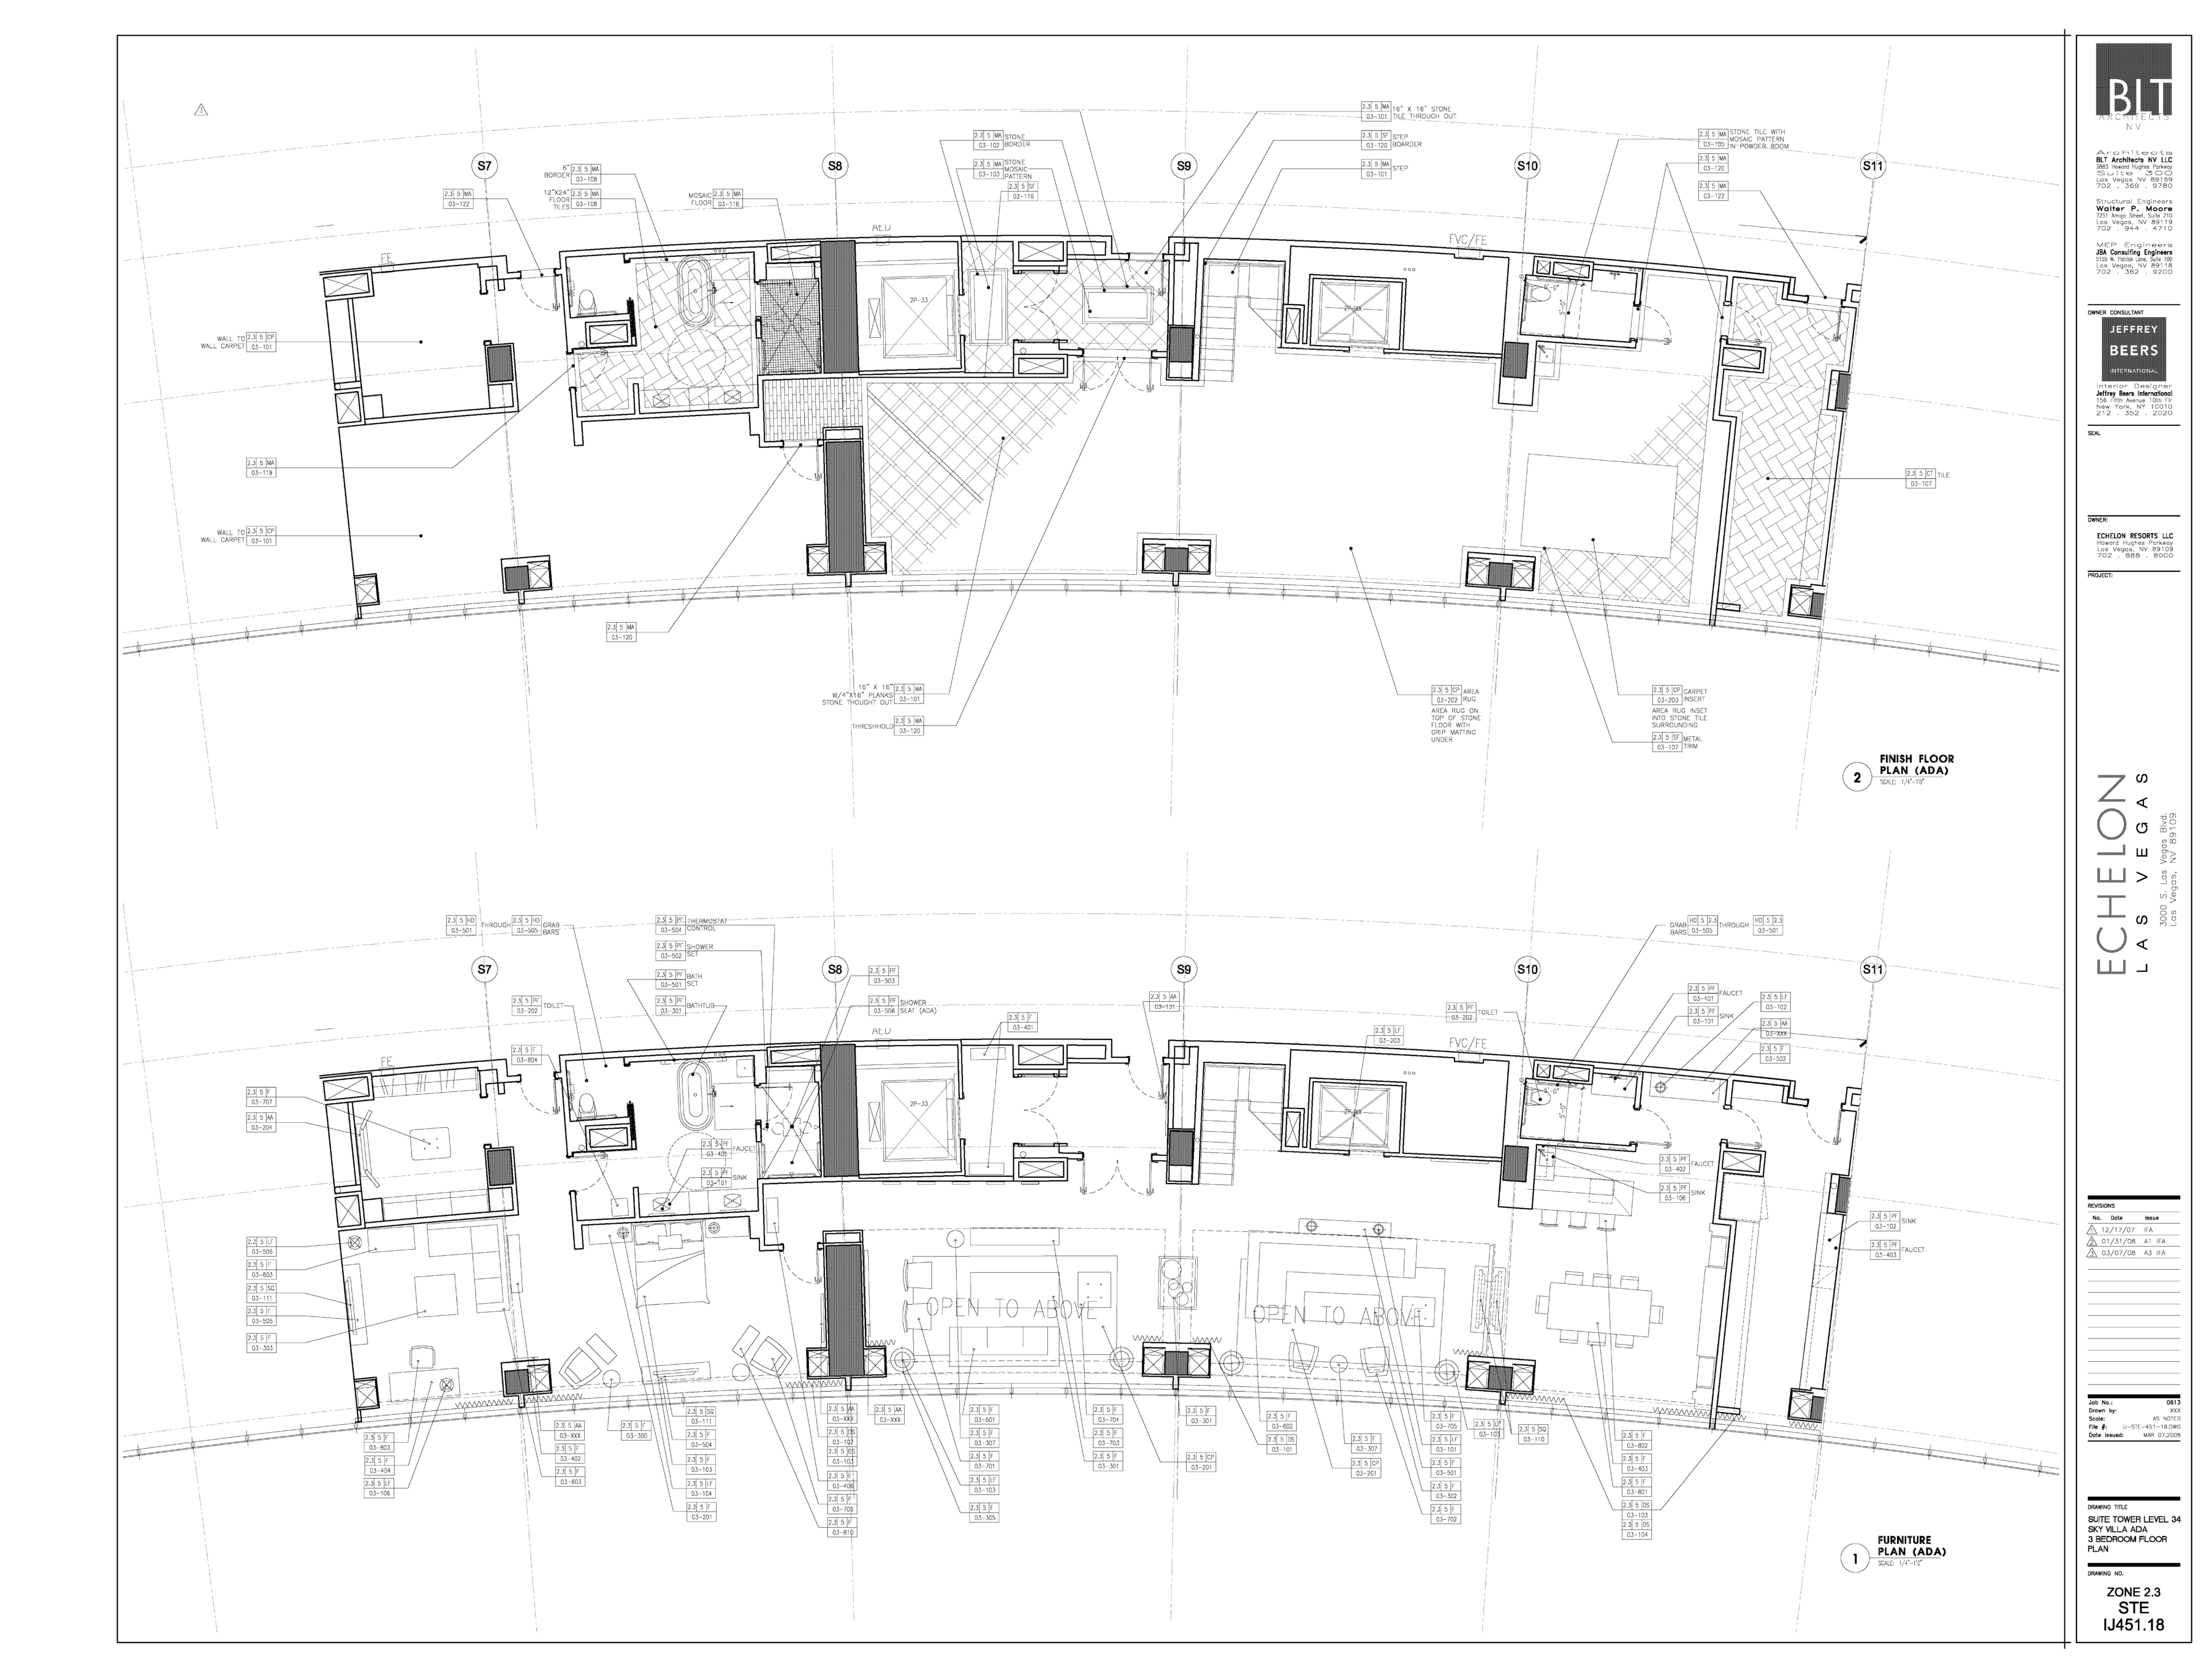 S7
S8
S9
S10
S11
2.3 5 MA 16" X 16" STONE
03-101 TILE THROUGH OUT
2.3 5 MA STONE
03-102 BORDER
2.3 5 SF STEP
03-120 BOARDER
2.3 5 MA STONE TILE WITH
03-105 MOSAIC PATTERN
IN POWDER ROOM
2.3 5 MA STONE
03-103 MOSAIC
PATTERN
2.3 5 MA STEP
03-101
2.3 5 MA
03-120
6" 2.3 5 MA
BORDER 03-108
2.3 5 MA
03-122
12"X24" 2.3 5 MA
FLOOR 03-108
TILES
MOSAIC 2.3 5 MA
FLOOR 03-116
2.3 5 SF
03-116
2.3 5 MA
03-122
FE
AED
FVC/FE
2P-33
5'-0"
5'-0"
WALL TO 2.3 5 CP
WALL CARPET 03-101
2.3 5 MA
03-119
2.3 5 CT TILE
03-107
WALL TO 2.3 5 CP
WALL CARPET 03-101
2.3 5 MA
03-120
16" X 16" 2.3 5 MA
W/4"X16" PLANKS 03-101
STONE THOUGHT OUT
THRESHHOLD 2.3 5 MA
03-120
2.3 5 CP AREA
03-202 RUG
AREA RUG ON
TOP OF STONE
FLOOR WITH
GRIP MATTING
UNDER
2.3 5 CP CARPET
03-203 INSERT
AREA RUG INSET
INTO STONE TILE
SURROUNDING
2.3 5 SF METAL
03-107 TRIM
2
FINISH FLOOR
PLAN (ADA)
SCALE: 1/4"-1'0"
2.3 5 HD THROUGH 2.3 5 HD GRAB
03-501 03-505 BARS
2.3 5 PF THERMOSTAT
03-504 CONTROL
GRAB HD 5 2.3 THROUGH HD 5 2.3
BARS 03-505 03-501
2.3 5 PF SHOWER
03-502 SET
S7
S8
S9
S10
S11
2.3 5 PF BATH
03-501 SET
2.3 5 PF
03-503
2.3 5 PF TOILET
03-202
2.3 5 PF BATHTUB
03-301
2.3 5 PF SHOWER
03-506 SEAT (ADA)
2.3 5 AA
03-101
2.3 5 PF TOILET
03-202
2.3 5 PF FAUCET
03-401
2.3 5 PF SINK
03-101
2.3 5 LF
03-102
2.3 5 AA
03-XXX
2.3 5 F
03-502
2.3 5 F
03-401
2.3 5 LF
03-203
2.3 5 F
03-804
FE
AED
FVC/FE
2P-33
5'-0"
5'-0"
2.3 5 F
03-707
2.3 5 AA
03-204
2.3 5 PF FAUCET
03-401
2.3 5 PF SINK
03-101
2.3 5 PF FAUCET
03-402
2.3 5 PF SINK
03-106
2.3 5 PF SINK
03-102
2.3 5 PF FAUCET
03-403
2.3 5 LF
03-506
2.3 5 F
03-603
2.3 5 SQ
03-111
2.3 5 F
03-505
2.3 5 F
03-303
OPEN TO ABOVE
OPEN TO ABOVE
2.3 5 F
03-803
2.3 5 F
03-404
2.3 5 LF
03-106
2.3 5 AA
03-XXX
2.3 5 F
03-402
2.3 5 F
03-603
2.3 5 F
03-300
2.3 5 SQ
03-111
2.3 5 F
03-504
2.3 5 F
03-103
2.3 5 LF
03-104
2.3 5 F
03-201
2.3 5 AA
03-XXX
2.3 5 DS
03-102
2.3 5 DS
03-103
2.3 5 F
2.3 5 F
2.3 5 F
03-810
2.3 5 AA
03-XXX
2.3 5 F
03-601
2.3 5 F
03-307
2.3 5 F
03-701
2.3 5 LF
03-103
2.3 5 F
03-305
2.3 5 F
03-704
2.3 5 F
03-703
2.3 5 F
03-301
2.3 5 F
03-301
2.3 5 CP
03-201
2.3 5 F
03-602
2.3 5 DS
03-101
2.3 5 F
03-307
2.3 5 CP
03-201
2.3 5 F
03-705
2.3 5 LF
03-101
2.3 5 F
03-501
2.3 5 F
03-302
2.3 5 F
03-702
2.3 5 LF
03-103
2.3 5 SQ
03-110
2.3 5 F
03-802
2.3 5 F
03-403
2.3 5 F
03-801
2.3 5 DS
03-103
2.3 5 DS
03-104
1
FURNITURE
PLAN (ADA)
SCALE: 1/4"-1'0"
BLT
ARCHITECTS
NV
Architects
BLT Architects NV LLC
3883 Howard Hughes Parkway
Suite 300
Las Vegas NV 89169
702 . 369 . 9780
Structural Engineers
Walter P. Moore
7251 Amigo Street, Suite 210
Las Vegas, NV 89119
702 . 944 . 4710
MEP Engineers
JBA Consulting Engineers
5155 W. Patrick Lane, Suite 100
Las Vegas, NV 89118
702 . 362 . 9200
OWNER CONSULTANT
JEFFREY
BEERS
INTERNATIONAL
Interior Designer
Jeffrey Beers International
156 Fifth Avenue 10th Flr
New York, NY 10010
212 . 352 . 2020
SEAL
OWNER:
ECHELON RESORTS LLC
Howard Hughes Parkway
Las Vegas, NV 89109
702 . 888 . 8000
PROJECT:
ECHELON
LAS VEGAS
3000 S. Las Vegas Blvd.
Las Vegas, NV 89109
REVISIONS
No. Date Issue
1 12/17/07 IFA
2 01/31/08 A1 IFA
3 03/07/08 A3 IFA
Job No.: 0613
Drawn by: XXX
Scale: AS NOTED
File #: IJ-STE-451-18.DWG
Date Issued: MAR 07,2008
DRAWING TITLE
SUITE TOWER LEVEL 34
SKY VILLA ADA
3 BEDROOM FLOOR
PLAN
DRAWING NO.
ZONE 2.3
STE
IJ451.18